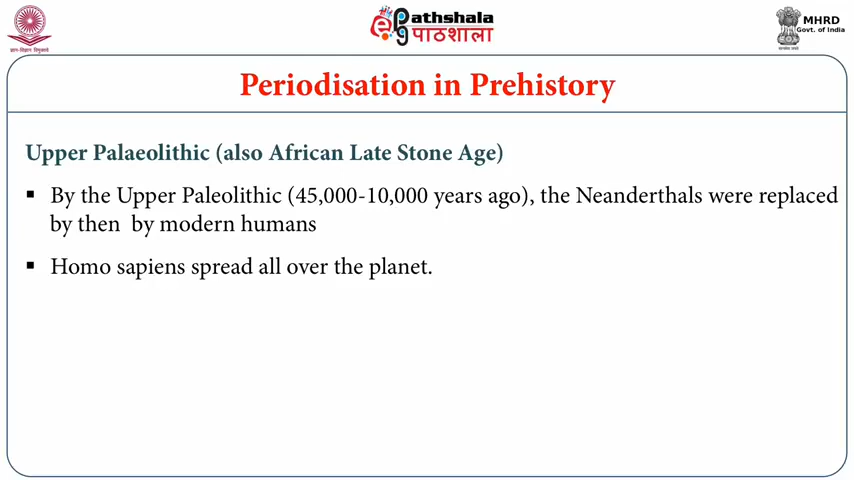 ePathshala
पाठशाला
MHRD
Govt. of India
Periodisation in Prehistory
Upper Palaeolithic (also African Late Stone Age)
▪ By the Upper Paleolithic (45,000-10,000 years ago), the Neanderthals were replaced
by then by modern humans
▪ Homo sapiens spread all over the planet.